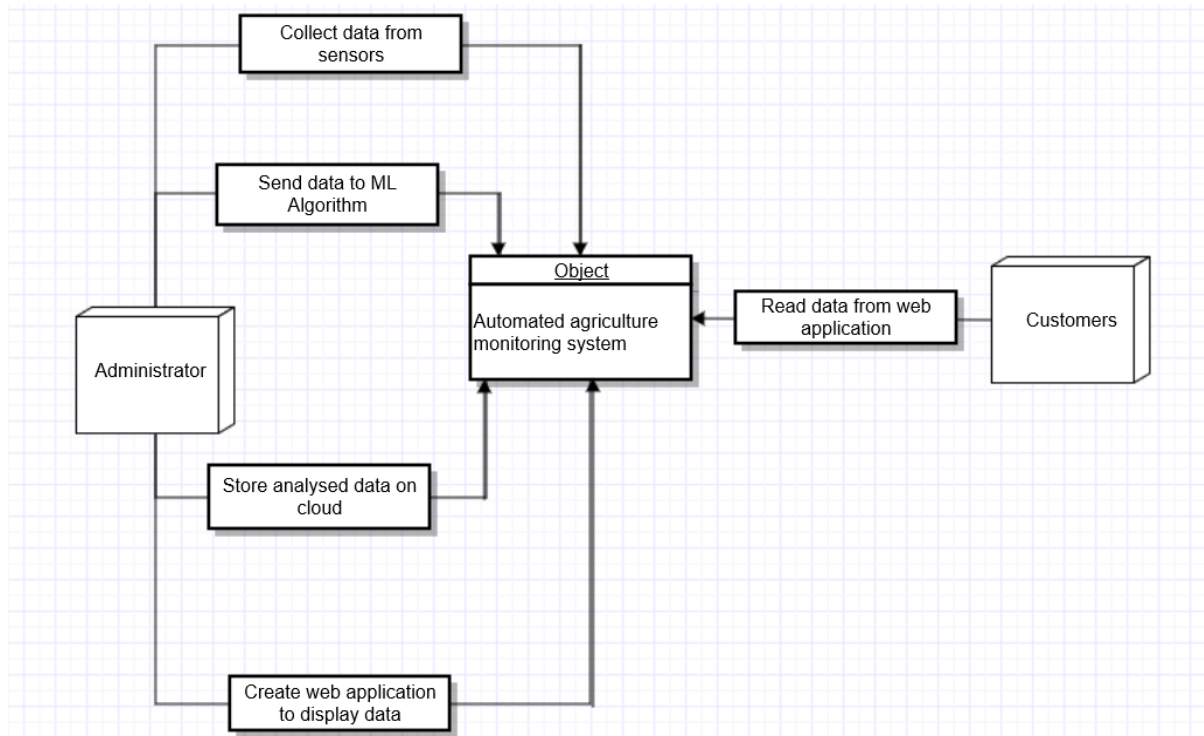 Collect data from
sensors
Send data to ML
Algorithm
Object
Automated agriculture
monitoring system
Read data from web
application
Customers
Administrator
Store analysed data on
cloud
Create web application
to display data